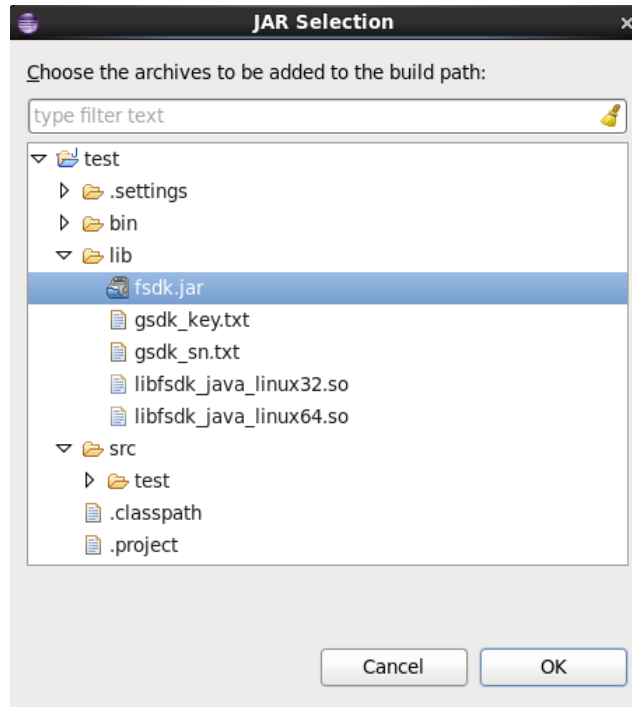 JAR Selection
Choose the archives to be added to the build path:
type filter text
test
.settings
bin
lib
fsdk.jar
gsdk_key.txt
gsdk_sn.txt
libfsdk_java_linux32.so
libfsdk_java_linux64.so
src
test
.classpath
.project
Cancel OK